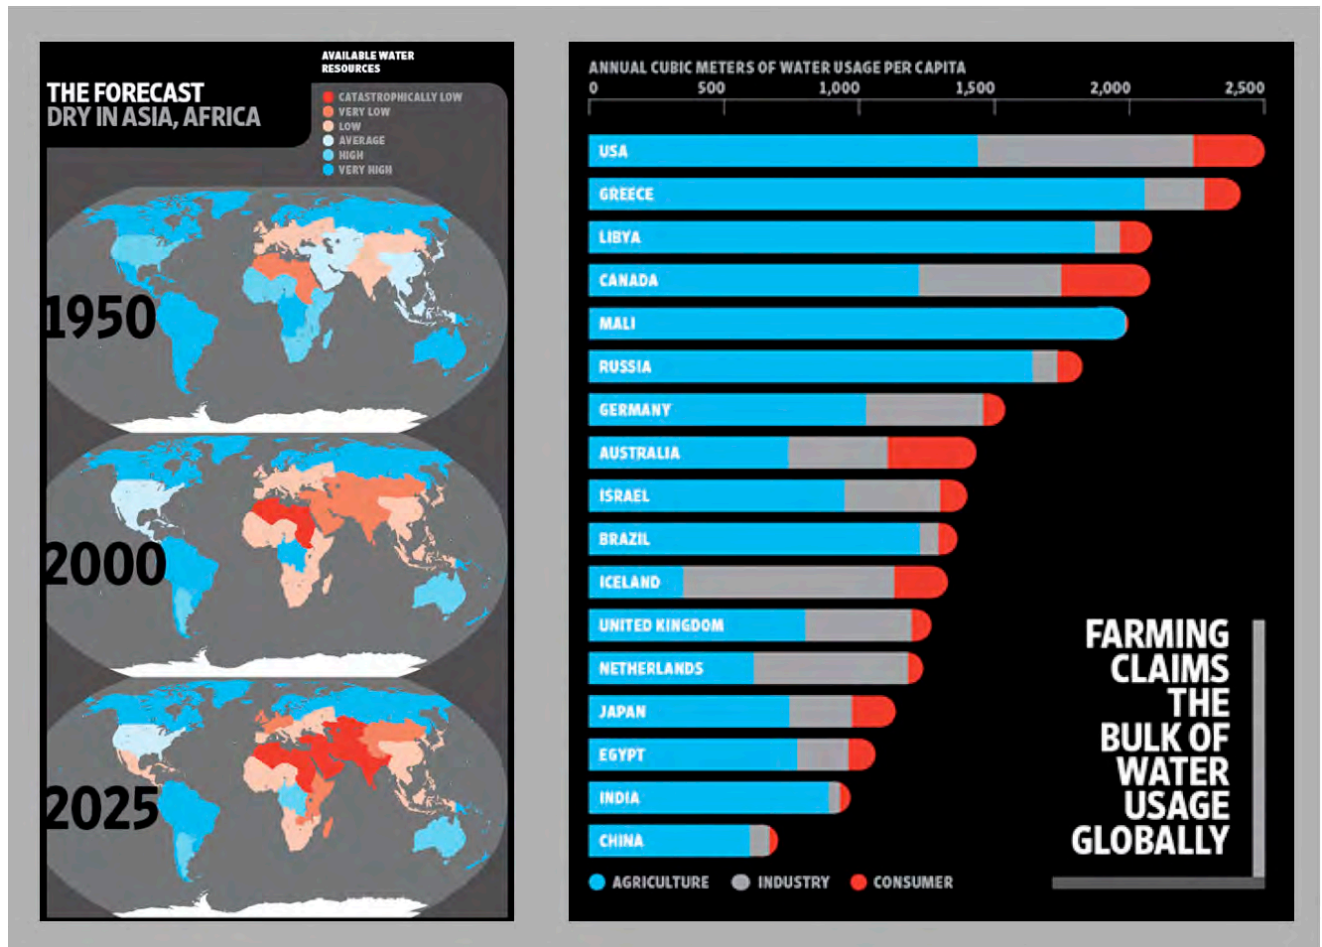 AVAILABLE WATER
RESOURCES
THE FORECAST
DRY IN ASIA, AFRICA
CATASTROPHICALLY LOW
VERY LOW
LOW
AVERAGE
HIGH
VERY HIGH
1950
2000
2025
ANNUAL CUBIC METERS OF WATER USAGE PER CAPITA
0 500 1,000 1,500 2,000 2,500
USA
GREECE
LIBYA
CANADA
MALI
RUSSIA
GERMANY
AUSTRALIA
ISRAEL
BRAZIL
ICELAND
UNITED KINGDOM
NETHERLANDS
JAPAN
EGYPT
INDIA
CHINA
AGRICULTURE INDUSTRY CONSUMER
FARMING
CLAIMS
THE
BULK OF
WATER
USAGE
GLOBALLY